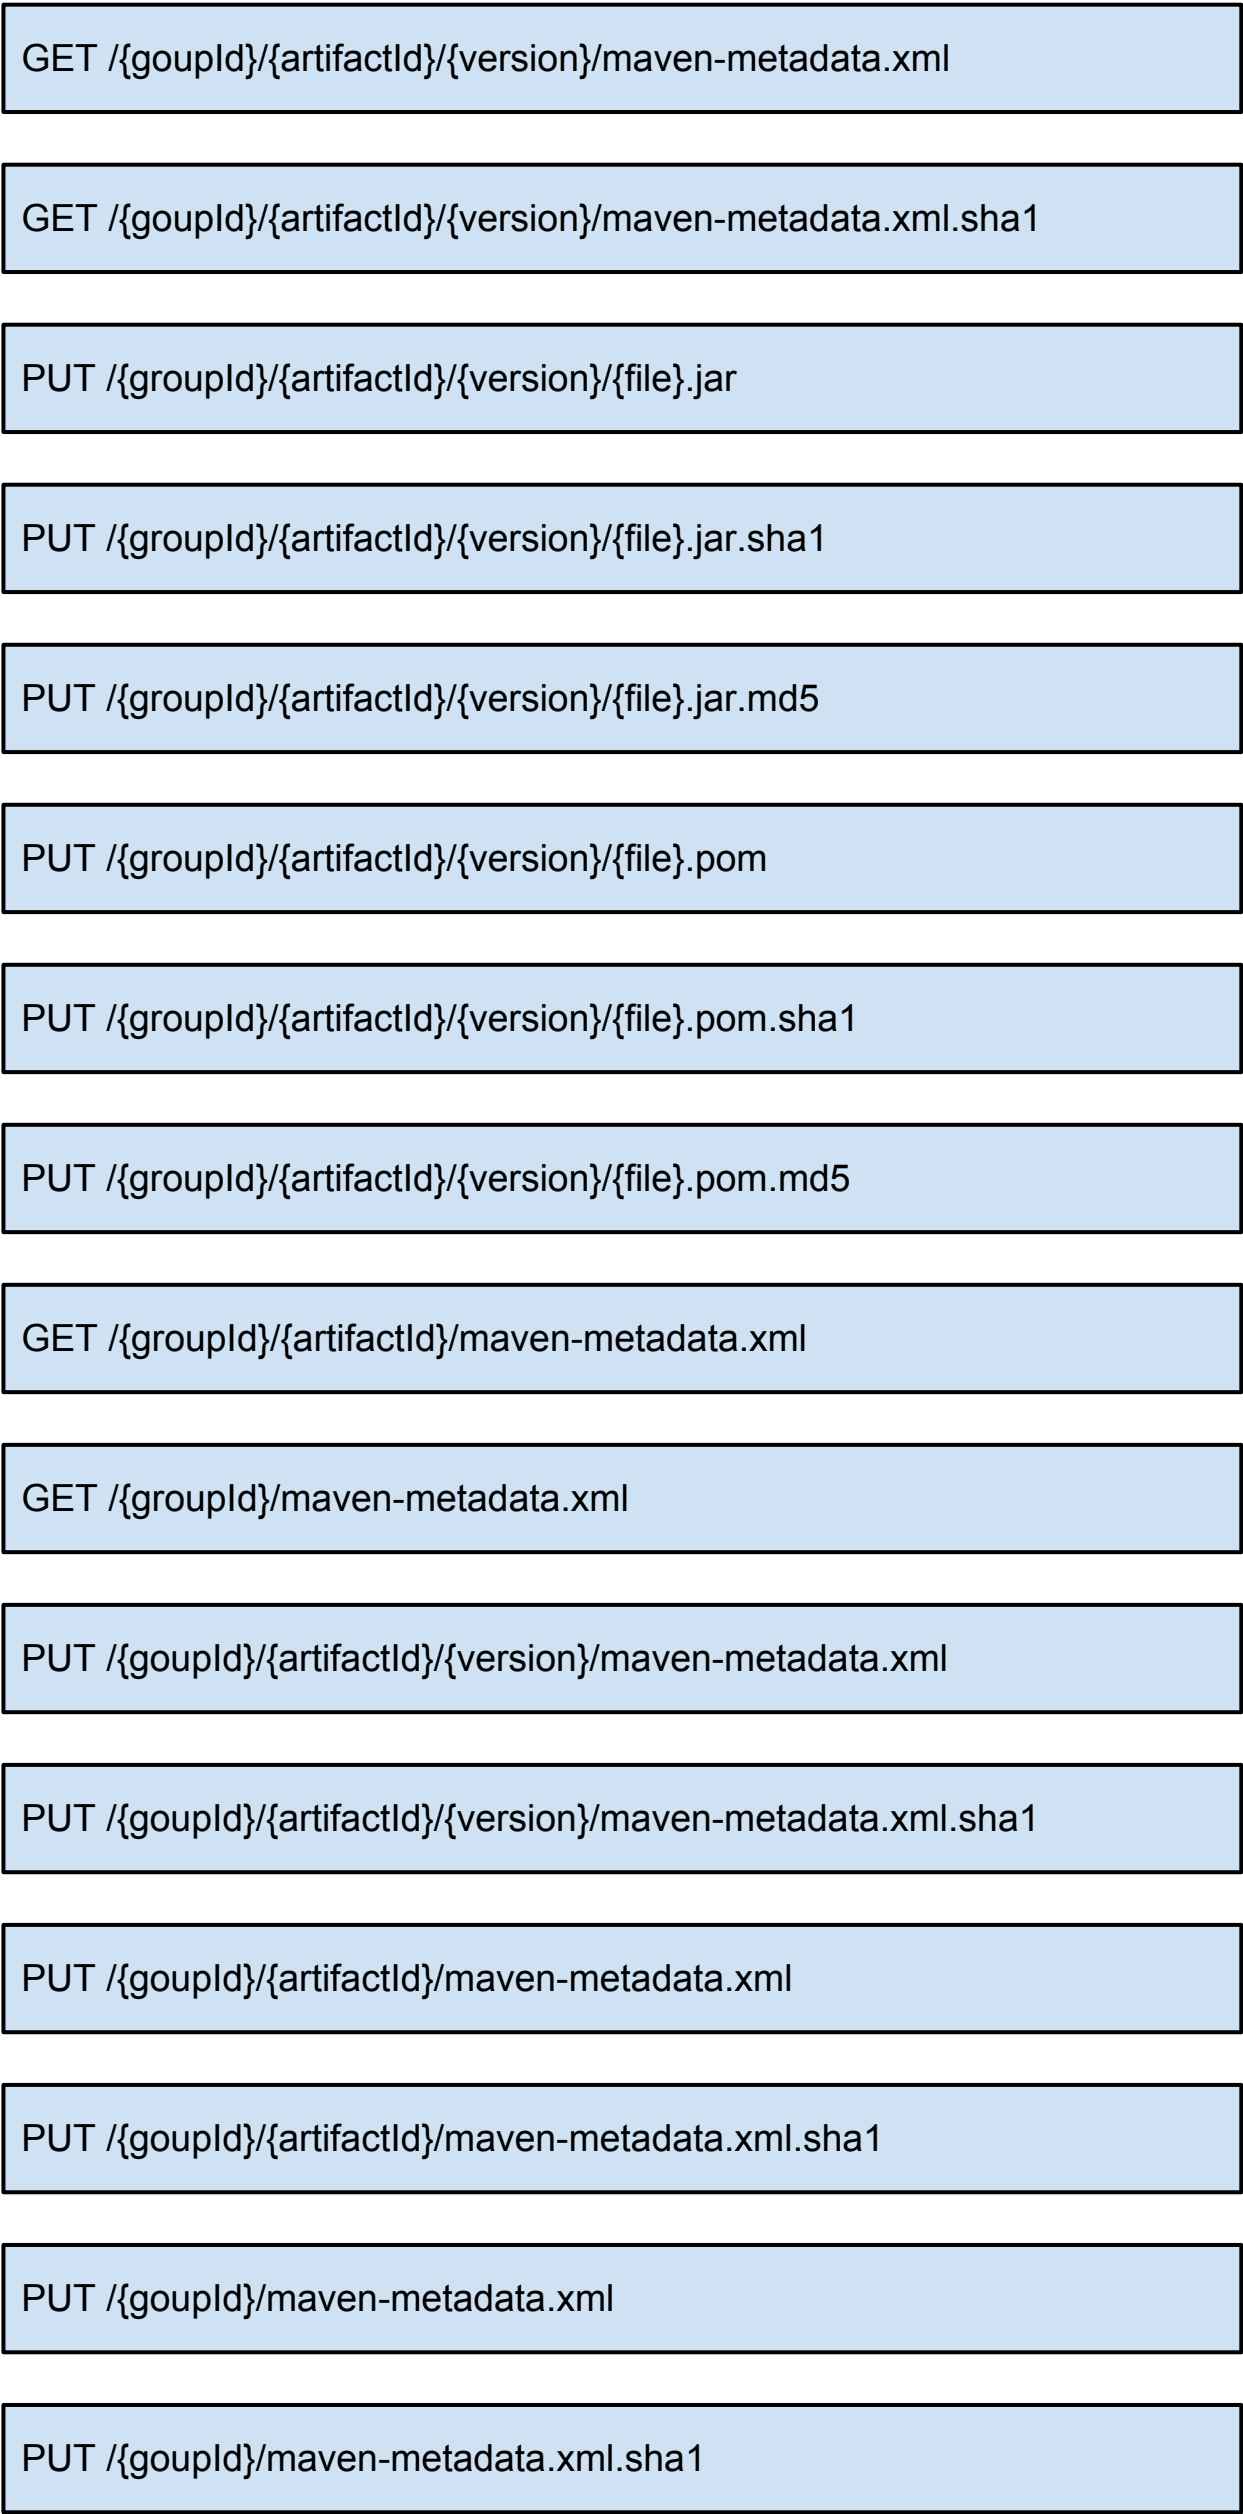 GET /{goupId}/{artifactId}/{version}/maven-metadata.xml
GET /{goupId}/{artifactId}/{version}/maven-metadata.xml.sha1
PUT /{groupId}/{artifactId}/{version}/{file}.jar
PUT /{groupId}/{artifactId}/{version}/{file}.jar.sha1
PUT /{groupId}/{artifactId}/{version}/{file}.jar.md5
PUT /{groupId}/{artifactId}/{version}/{file}.pom
PUT /{groupId}/{artifactId}/{version}/{file}.pom.sha1
PUT /{groupId}/{artifactId}/{version}/{file}.pom.md5
GET /{groupId}/{artifactId}/maven-metadata.xml
GET /{groupId}/maven-metadata.xml
PUT /{goupId}/{artifactId}/{version}/maven-metadata.xml
PUT /{goupId}/{artifactId}/{version}/maven-metadata.xml.sha1
PUT /{goupId}/{artifactId}/maven-metadata.xml
PUT /{goupId}/{artifactId}/maven-metadata.xml.sha1
PUT /{goupId}/maven-metadata.xml
PUT /{goupId}/maven-metadata.xml.sha1